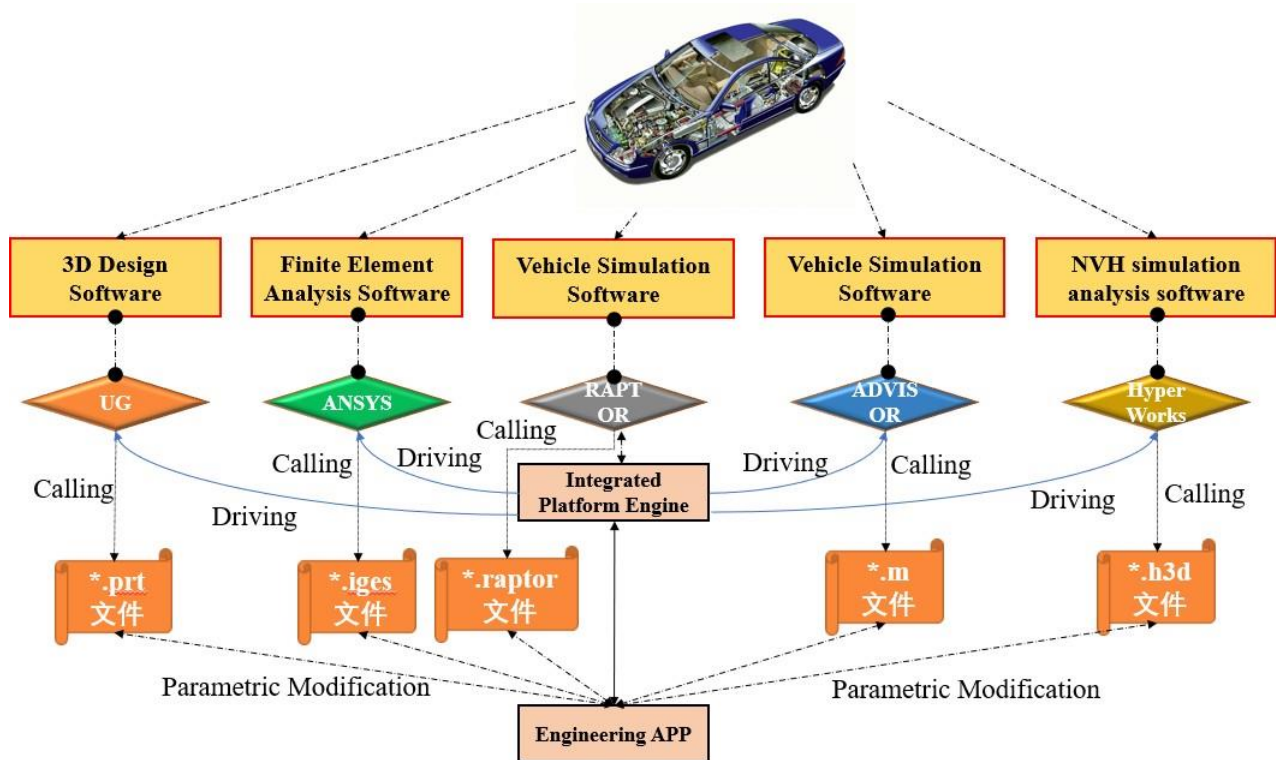 3D Design
Software
Finite Element
Analysis Software
Vehicle Simulation
Software
Vehicle Simulation
Software
NVH simulation
analysis software
UG
ANSYS
RAPT
OR
ADVIS
OR
Hyper
Works
Calling
Driving
Calling
Driving
Calling
Integrated
Platform Engine
Driving
Calling
Driving
Calling
*.prt
文件
*.iges
文件
*.raptor
文件
*.m
文件
*.h3d
文件
Parametric Modification
Parametric Modification
Engineering APP